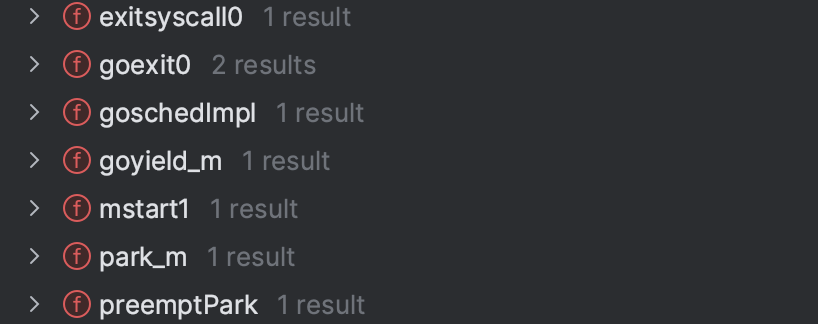 f exitsyscall0 1 result
f goexit0 2 results
f goschedImpl 1 result
f goyield_m 1 result
f mstart1 1 result
f park_m 1 result
f preemptPark 1 result